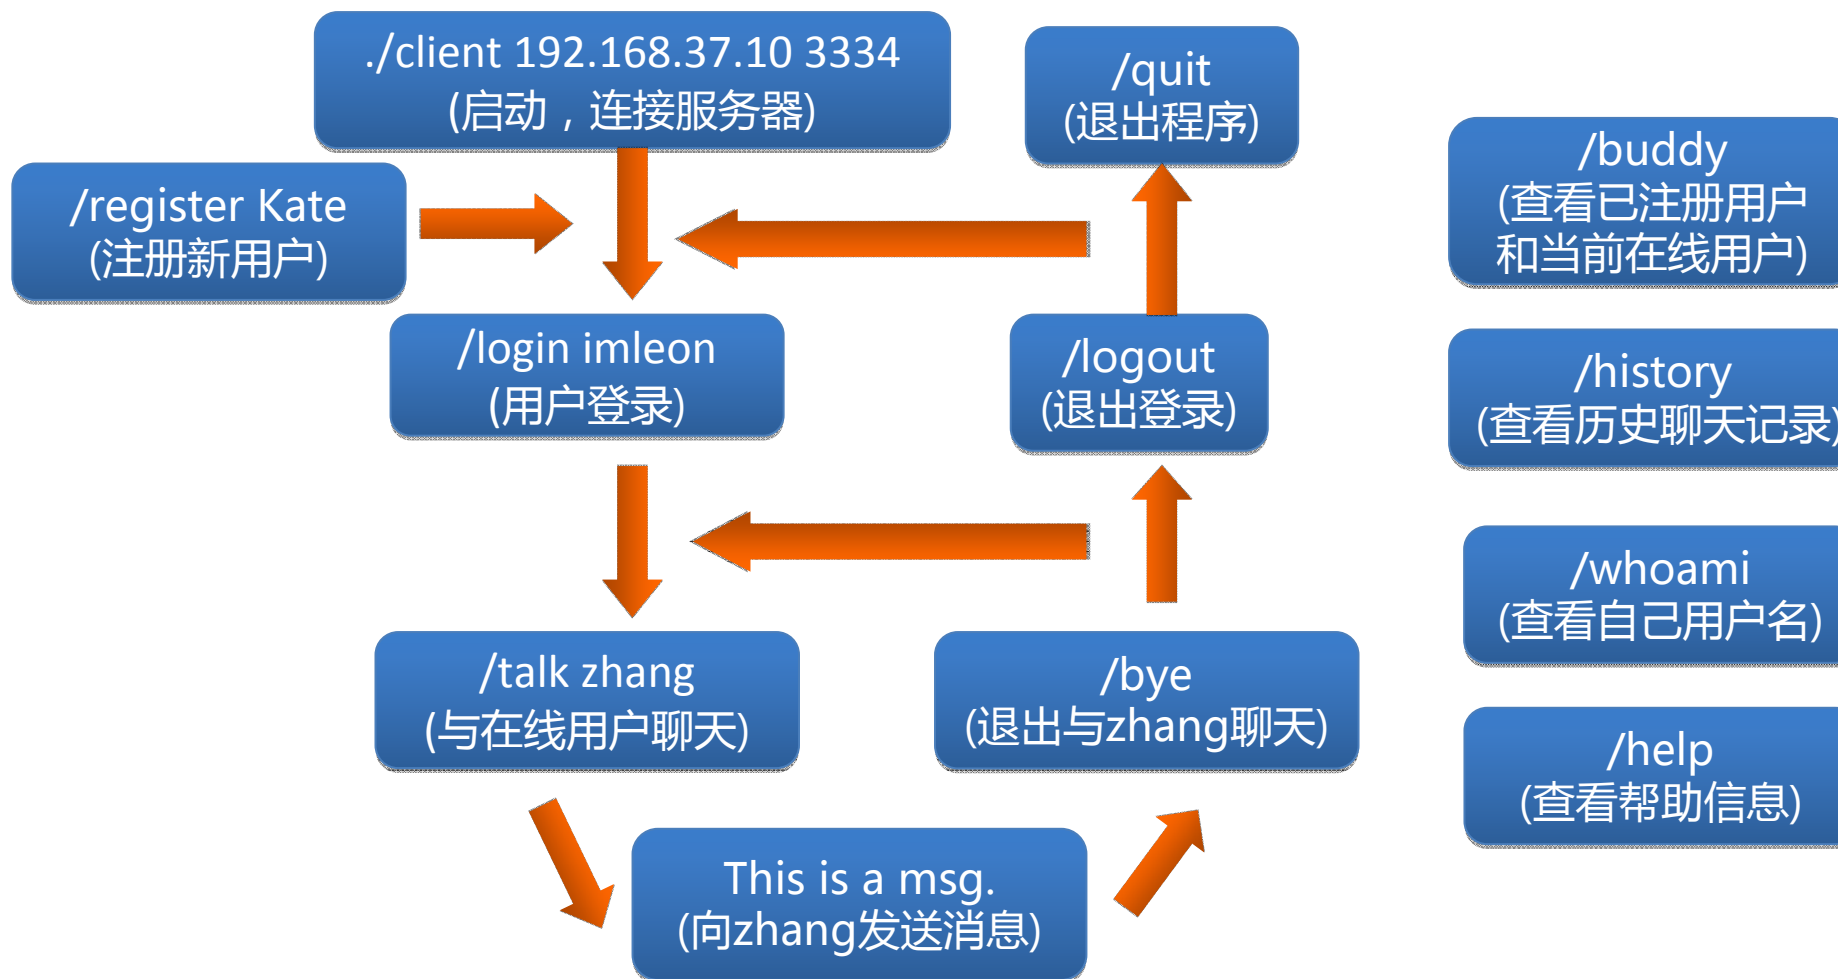 ./client 192.168.37.10 3334
(启动，连接服务器)
/quit
(退出程序)
/register Kate
(注册新用户)
/buddy
(查看已注册用户
和当前在线用户)
/login imleon
(用户登录)
/logout
(退出登录)
/history
(查看历史聊天记录)
/whoami
(查看自己用户名)
/talk zhang
(与在线用户聊天)
/bye
(退出与zhang聊天)
/help
(查看帮助信息)
This is a msg.
(向zhang发送消息)